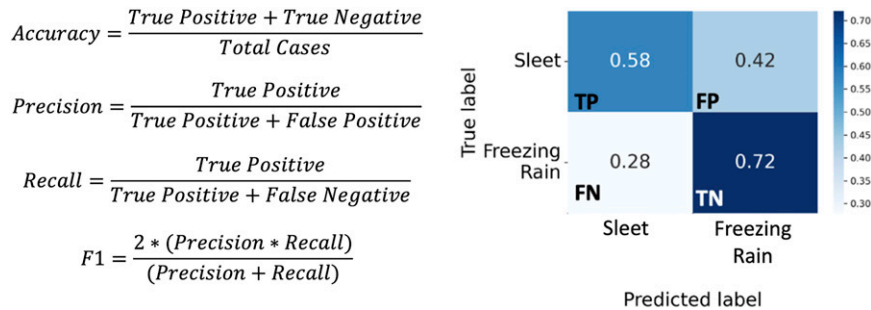 Accuracy = True Positive + True Negative / Total Cases
Precision = True Positive / True Positive + False Positive
Recall = True Positive / True Positive + False Negative
F1 = 2 * (Precision * Recall) / (Precision + Recall)
True label
Sleet
Freezing
Rain
0.58
TP
0.42
FP
0.28
FN
0.72
TN
Sleet
Freezing
Rain
Predicted label
0.70
0.65
0.60
0.55
0.50
0.45
0.40
0.35
0.30